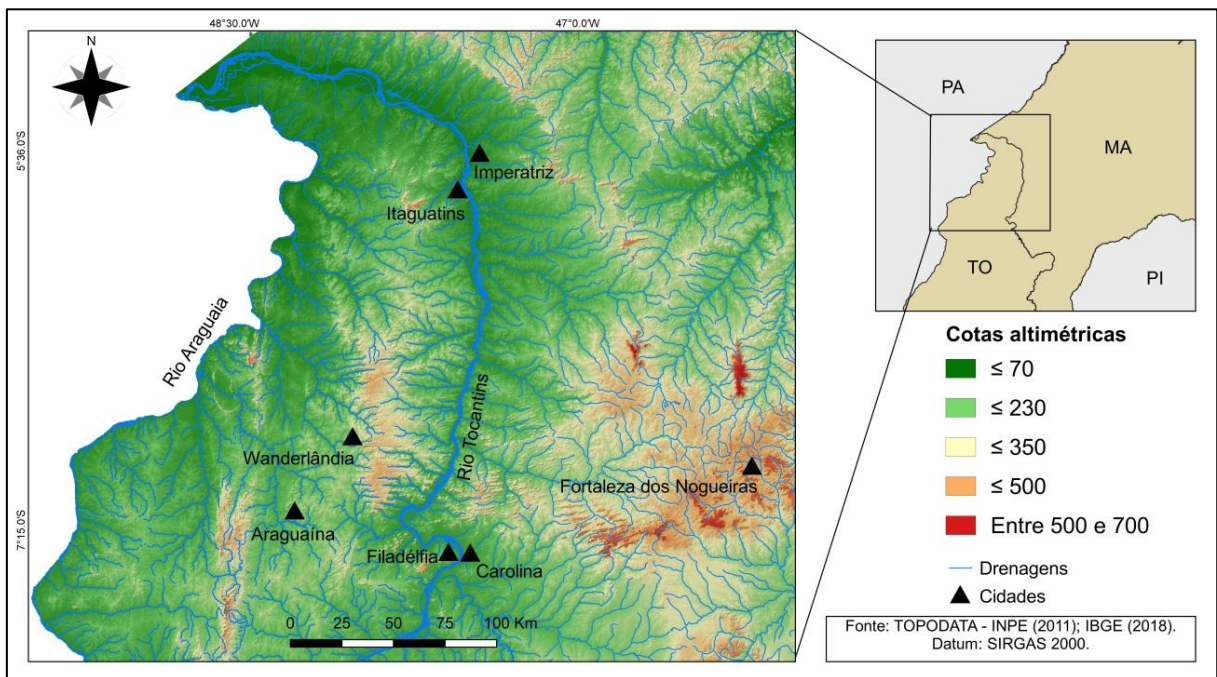 48°30.0'W
47°0.0'W
N
5°36.0'S
7°15.0'S
Imperatriz
Itaguatins
Rio Araguaia
Rio Tocantins
Wanderlândia
Fortaleza dos Nogueiras
Araguaína
Filadélfia
Carolina
0 25 50 75 100 Km
PA
MA
TO
PI
Cotas altimétricas
≤ 70
≤ 230
≤ 350
≤ 500
Entre 500 e 700
Drenagens
Cidades
Fonte: TOPODATA - INPE (2011); IBGE (2018).
Datum: SIRGAS 2000.